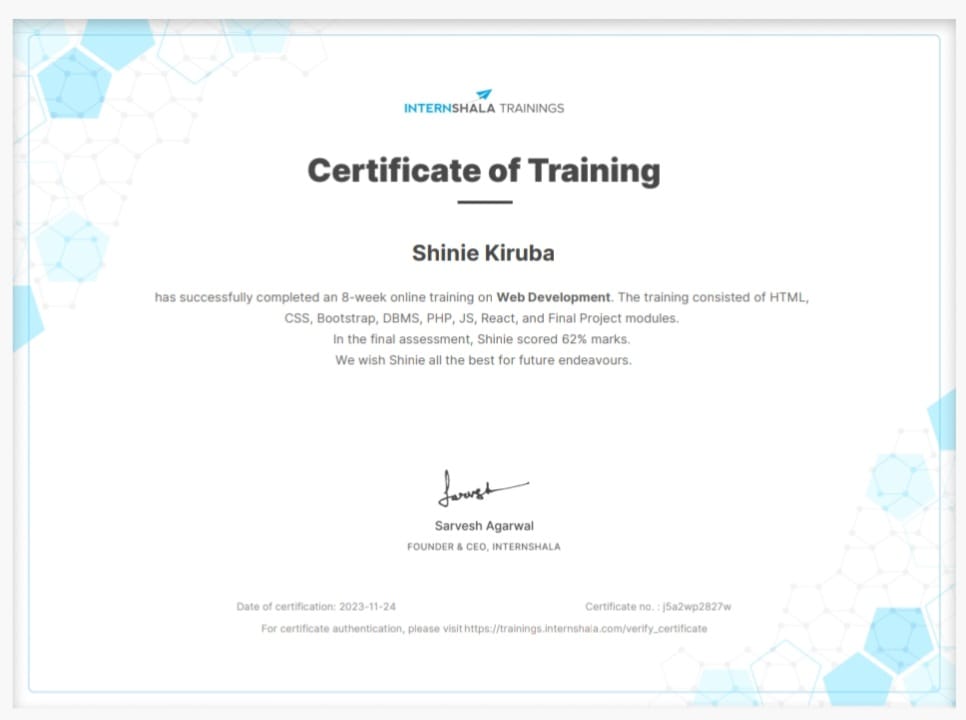 INTERNSHALA TRAININGS
Certificate of Training
Shinie Kiruba
has successfully completed an 8-week online training on Web Development. The training consisted of HTML,
CSS, Bootstrap, DBMS, PHP, JS, React, and Final Project modules.
In the final assessment, Shinie scored 62% marks.
We wish Shinie all the best for future endeavours.
Sarvesh
Sarvesh Agarwal
FOUNDER & CEO, INTERNSHALA
Date of certification: 2023-11-24 Certificate no. : j5a2wp2827w
For certificate authentication, please visit https://trainings.internshala.com/verify_certificate